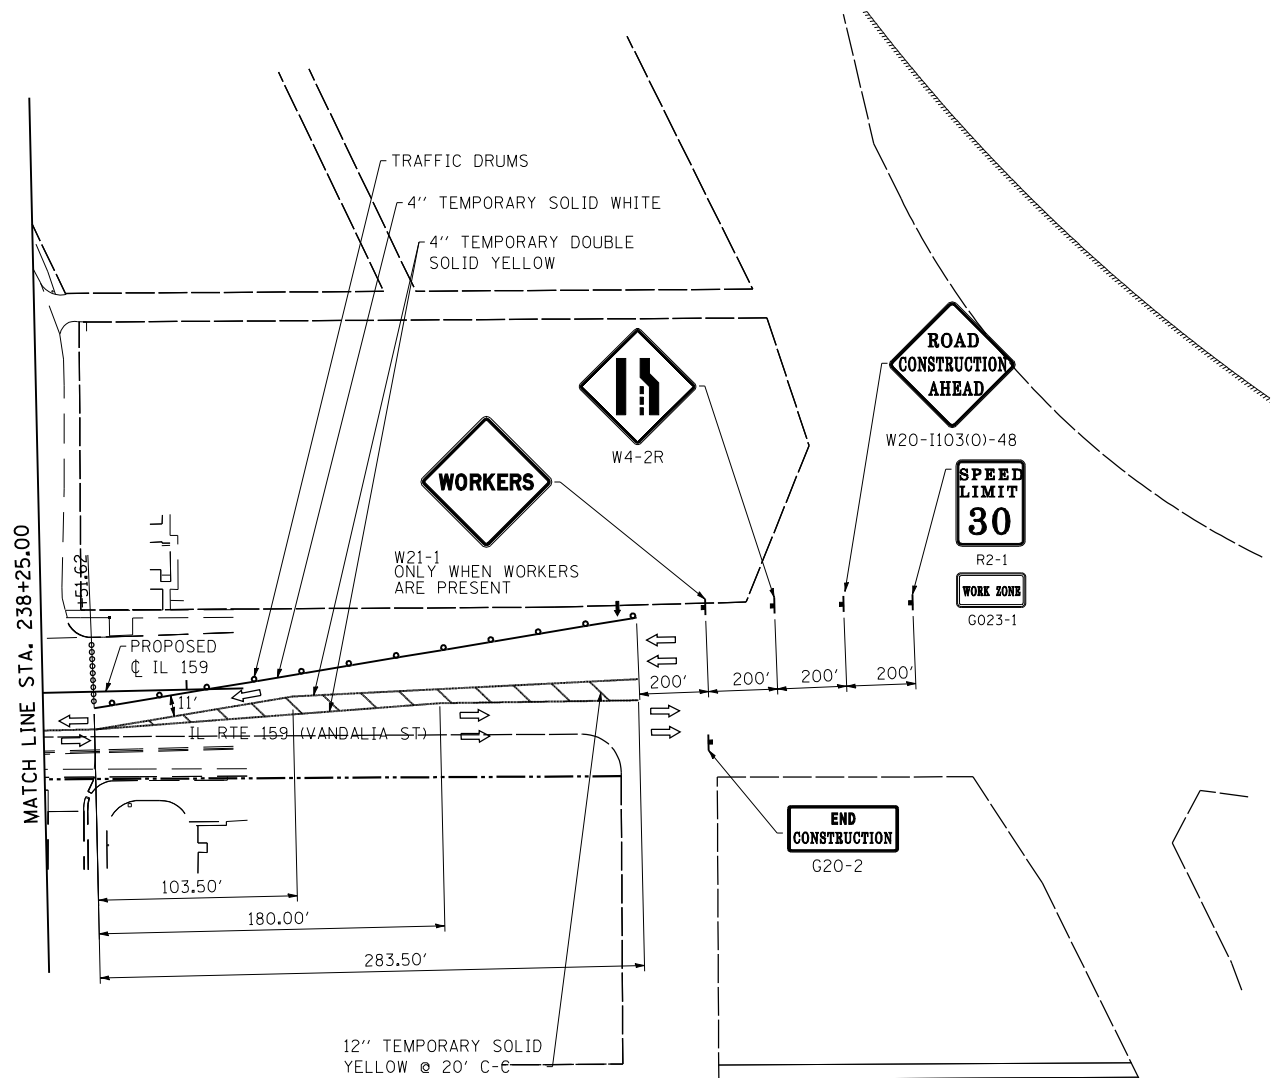 TRAFFIC DRUMS
4'' TEMPORARY SOLID WHITE
4'' TEMPORARY DOUBLE
SOLID YELLOW
ROAD
CONSTRUCTION
AHEAD
W20-I103(0)-48
W4-2R
SPEED
LIMIT
30
R2-1
WORK ZONE
G023-1
WORKERS
W21-1
ONLY WHEN WORKERS
ARE PRESENT
MATCH LINE STA. 238+25.00
+51.62
PROPOSED
℄ IL 159
11'
200'
200'
200'
200'
IL RTE 159 (VANDALIA ST)
END
CONSTRUCTION
G20-2
103.50'
180.00'
283.50'
12'' TEMPORARY SOLID
YELLOW @ 20' C-C